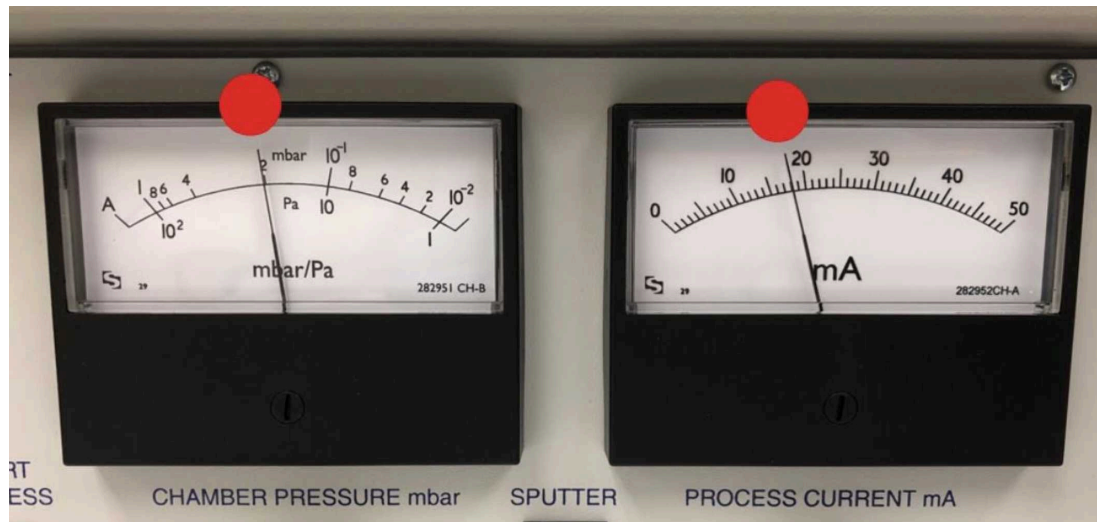 mbar
A 1 8 6 4 2 10⁻¹ 8 6 4 2 10⁻²
10² Pa 10 1
mbar/Pa
29 282951 CH-B
0 10 20 30 40 50
mA
29 282952CH-A
RT
ESS
CHAMBER PRESSURE mbar
SPUTTER
PROCESS CURRENT mA